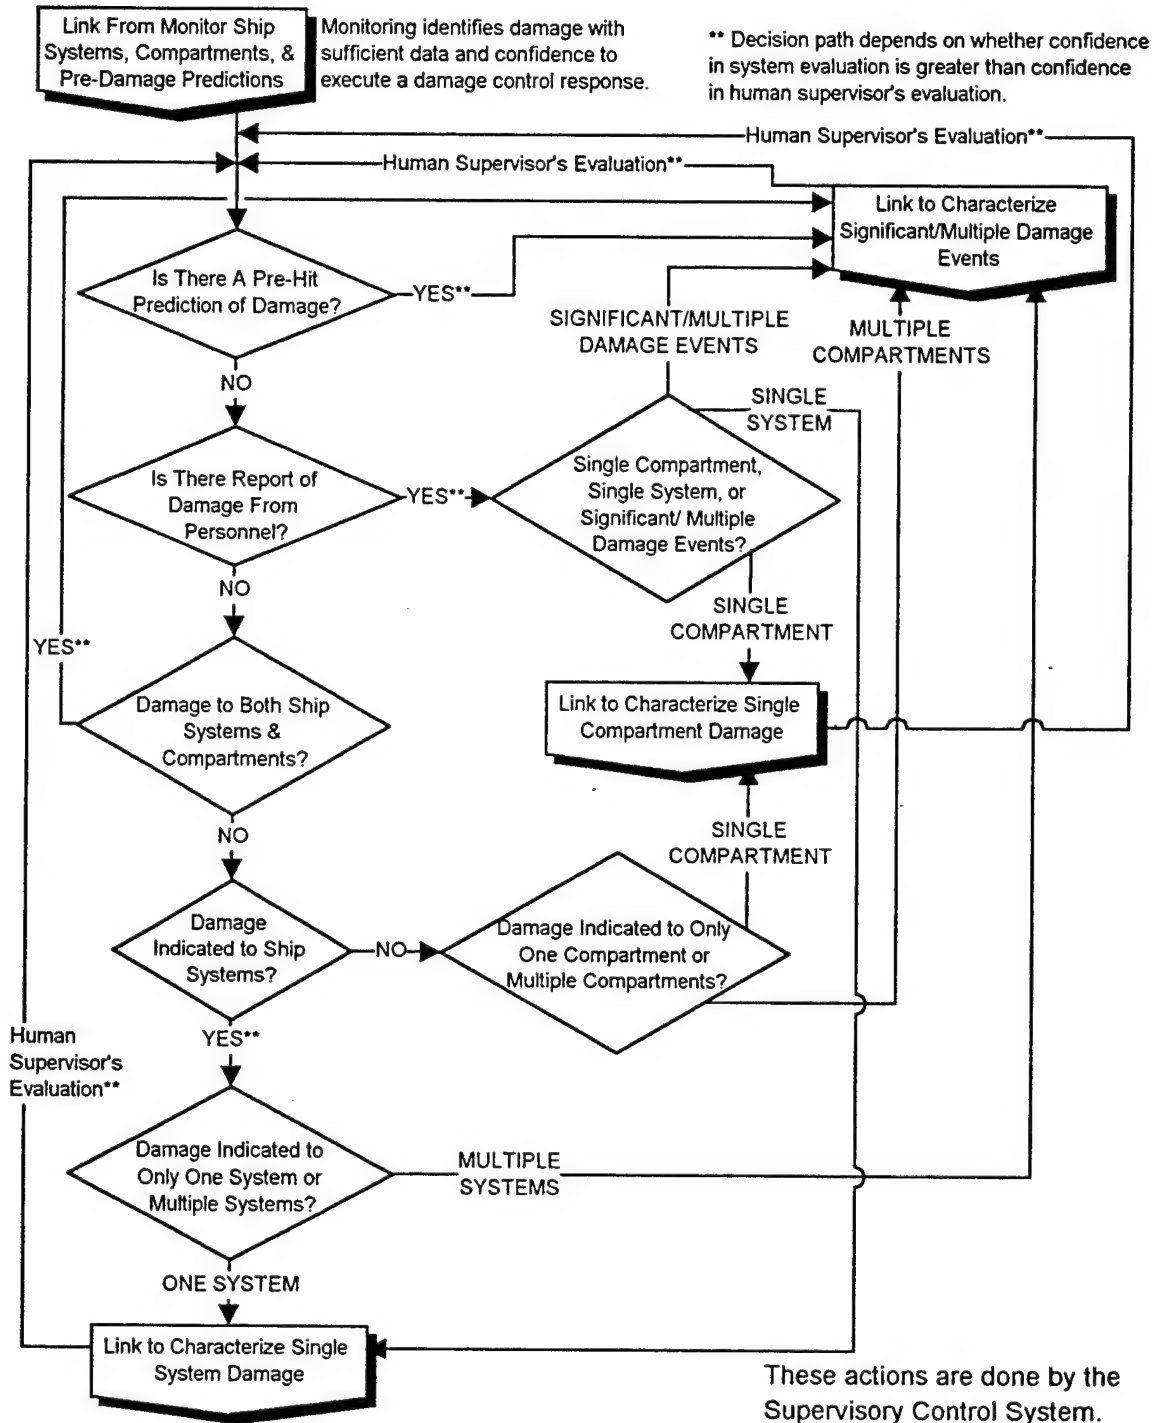 Link From Monitor Ship
Systems, Compartments, &
Pre-Damage Predictions
Monitoring identifies damage with
sufficient data and confidence to
execute a damage control response.
** Decision path depends on whether confidence
in system evaluation is greater than confidence
in human supervisor's evaluation.
Human Supervisor's Evaluation**
Human Supervisor's Evaluation**
Link to Characterize
Significant/Multiple Damage
Events
Is There A Pre-Hit
Prediction of Damage?
YES**
SIGNIFICANT/MULTIPLE
DAMAGE EVENTS
MULTIPLE
COMPARTMENTS
NO
SINGLE
SYSTEM
Is There Report of
Damage From
Personnel?
YES**
Single Compartment,
Single System, or
Significant/ Multiple
Damage Events?
NO
SINGLE
COMPARTMENT
YES**
Damage to Both Ship
Systems &
Compartments?
Link to Characterize Single
Compartment Damage
NO
SINGLE
COMPARTMENT
Damage
Indicated to Ship
Systems?
NO
Damage Indicated to Only
One Compartment or
Multiple Compartments?
YES**
Human
Supervisor's
Evaluation**
Damage Indicated to
Only One System or
Multiple Systems?
MULTIPLE
SYSTEMS
ONE SYSTEM
Link to Characterize Single
System Damage
These actions are done by the
Supervisory Control System.